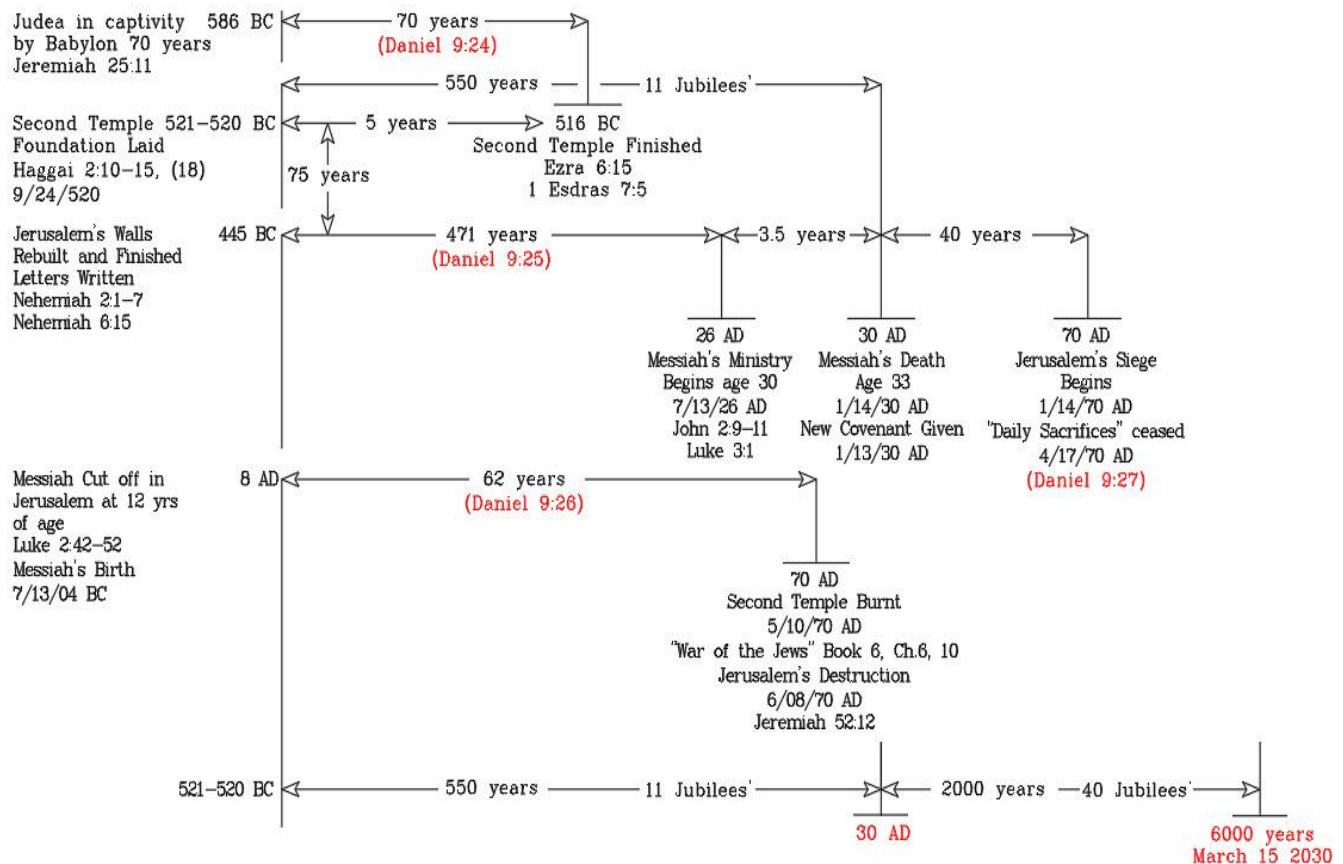 Judea in captivity 586 BC
by Babylon 70 years
Jeremiah 25:11
70 years
(Daniel 9:24)
550 years 11 Jubilees'
Second Temple 521-520 BC
Foundation Laid
Haggai 2:10-15, (18)
9/24/520
5 years
516 BC
Second Temple Finished
Ezra 6:15
1 Esdras 7:5
75 years
Jerusalem's Walls 445 BC
Rebuilt and Finished
Letters Written
Nehemiah 2:1-7
Nehemiah 6:15
471 years
(Daniel 9:25)
3.5 years
40 years
26 AD
Messiah's Ministry
Begins age 30
7/13/26 AD
John 2:9-11
Luke 3:1
30 AD
Messiah's Death
Age 33
1/14/30 AD
New Covenant Given
1/13/30 AD
70 AD
Jerusalem's Siege
Begins
1/14/70 AD
"Daily Sacrifices" ceased
4/17/70 AD
(Daniel 9:27)
Messiah Cut off in 8 AD
Jerusalem at 12 yrs
of age
Luke 2:42-52
Messiah's Birth
7/13/04 BC
62 years
(Daniel 9:26)
70 AD
Second Temple Burnt
5/10/70 AD
"War of the Jews" Book 6, Ch.6, 10
Jerusalem's Destruction
6/08/70 AD
Jeremiah 52:12
521-520 BC 550 years 11 Jubilees' 2000 years 40 Jubilees'
30 AD
6000 years
March 15 2030